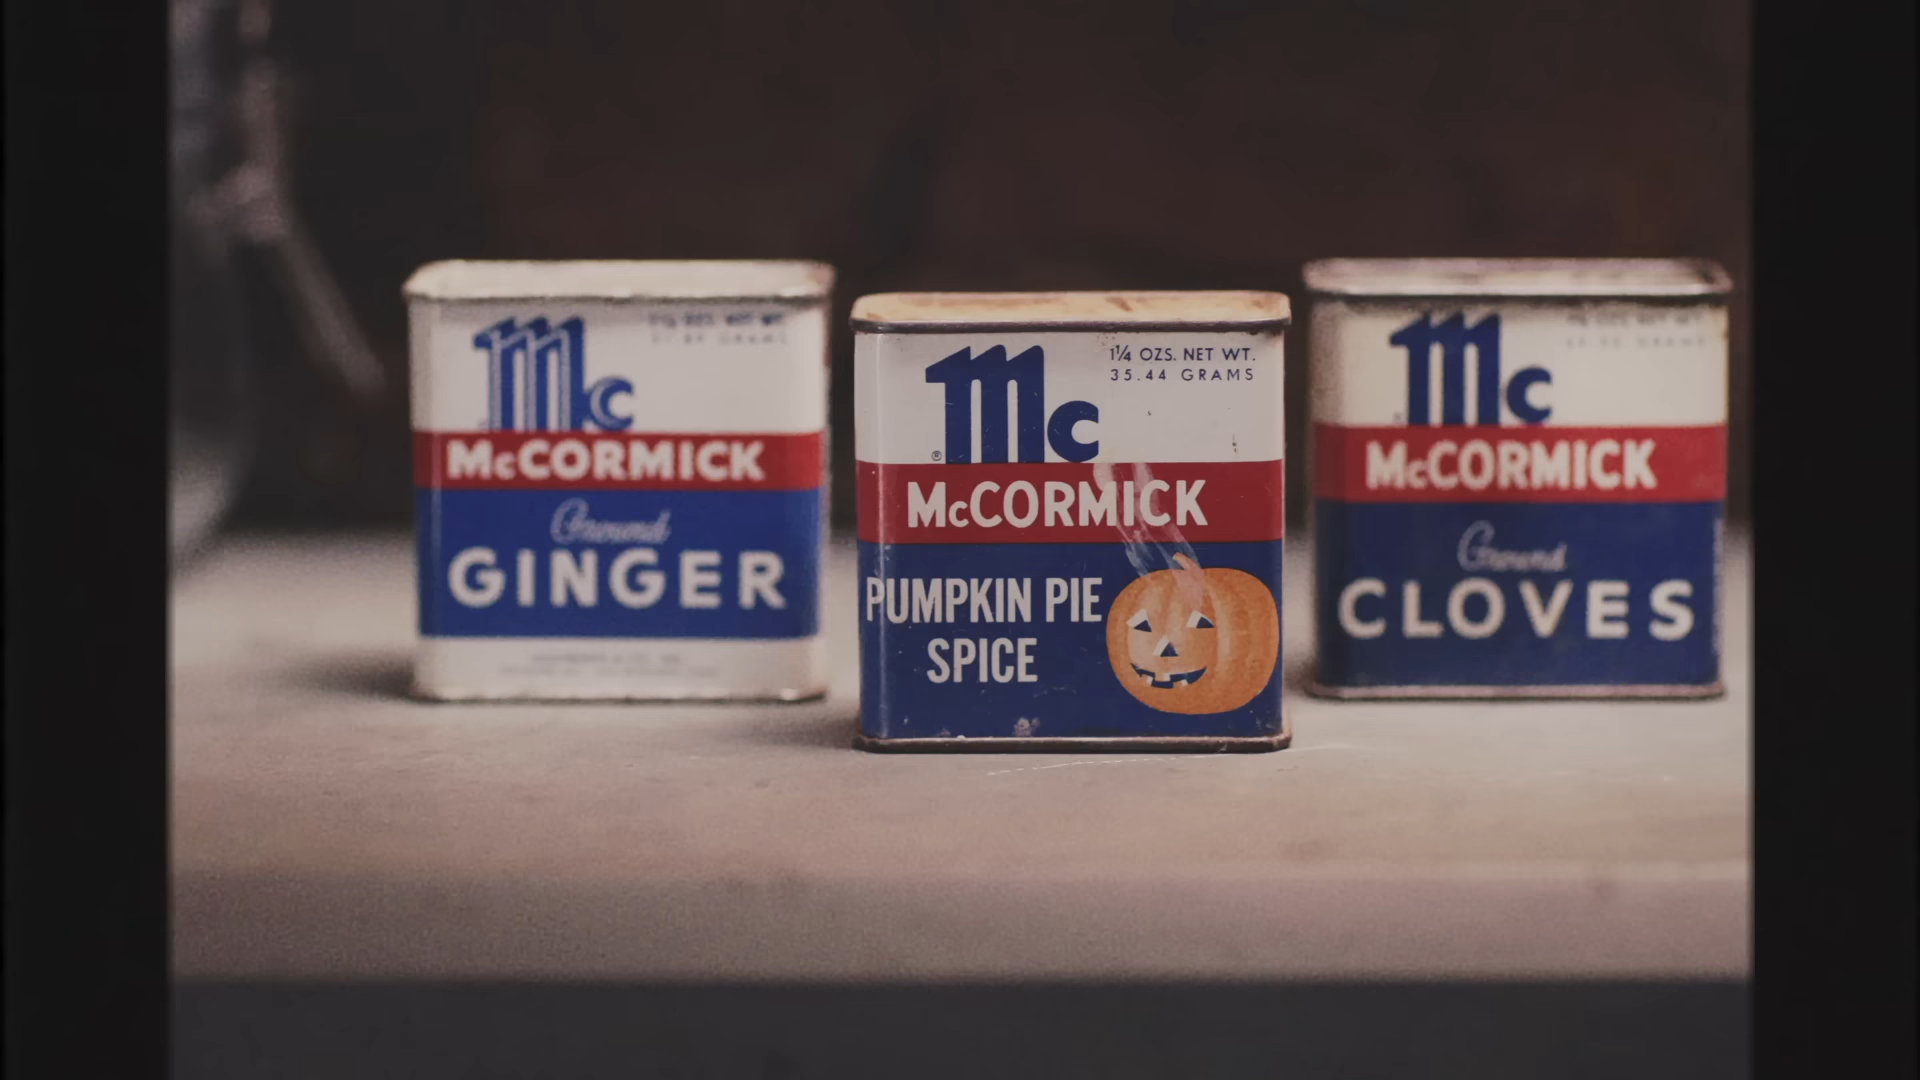 Mc
McCORMICK
Ground
GINGER
Mc
1¼ OZS. NET WT.
35.44 GRAMS
®
McCORMICK
PUMPKIN PIE
SPICE
Mc
McCORMICK
Ground
CLOVES